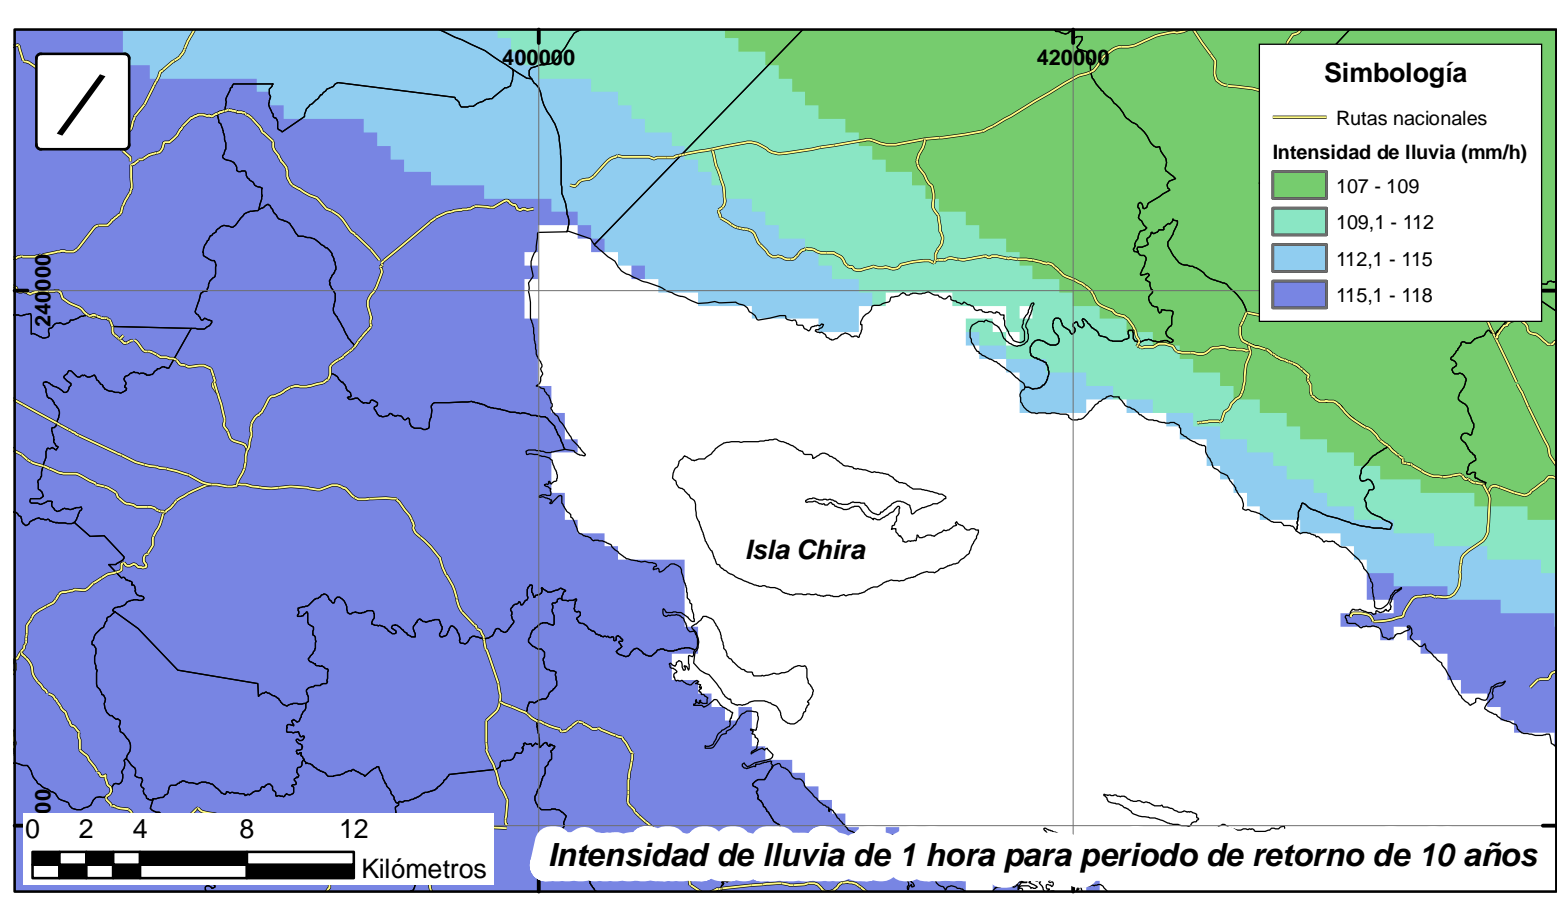 400000
420000
240000
Simbología
Rutas nacionales
Intensidad de lluvia (mm/h)
107 - 109
109,1 - 112
112,1 - 115
115,1 - 118
Isla Chira
0 2 4 8 12
Kilómetros
Intensidad de lluvia de 1 hora para periodo de retorno de 10 años